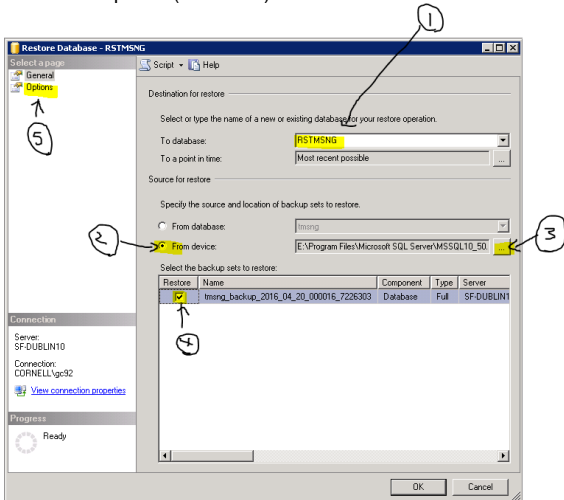 1
Restore Database - RSTMSNG
Select a page
General
Options
5
Script
Help
Destination for restore
Select or type the name of a new or existing database for your restore operation.
To database:
RSTMSNG
To a point in time:
Most recent possible
...
Source for restore
Specify the source and location of backup sets to restore.
From database:
tmsng
2
From device:
E:\Program Files\Microsoft SQL Server\MSSQL10_50.
...
3
Select the backup sets to restore:
Restore Name Component Type Server
tmsng_backup_2016_04_20_000016_7226303 Database Full SF-DUBLIN1
4
Connection
Server:
SF-DUBLIN10
Connection:
CORNELL\gc92
View connection properties
Progress
Ready
OK
Cancel